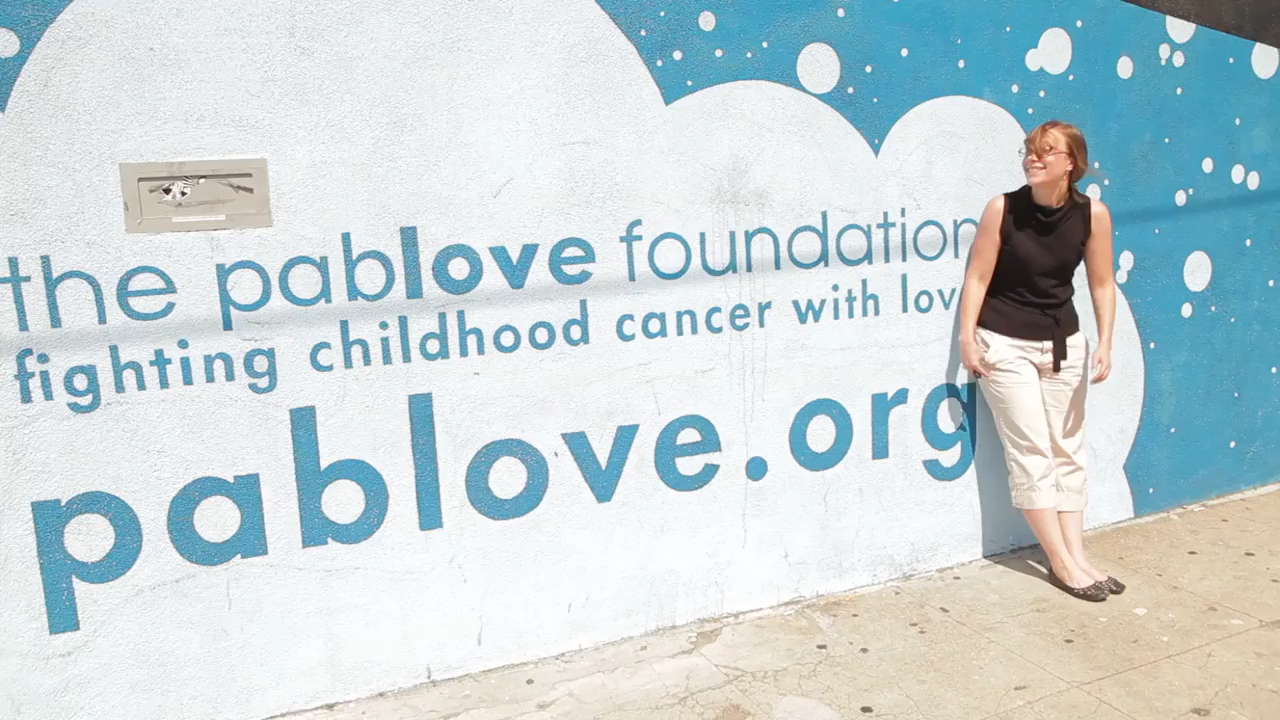 the pablove foundation
fighting childhood cancer with love
pablove.org